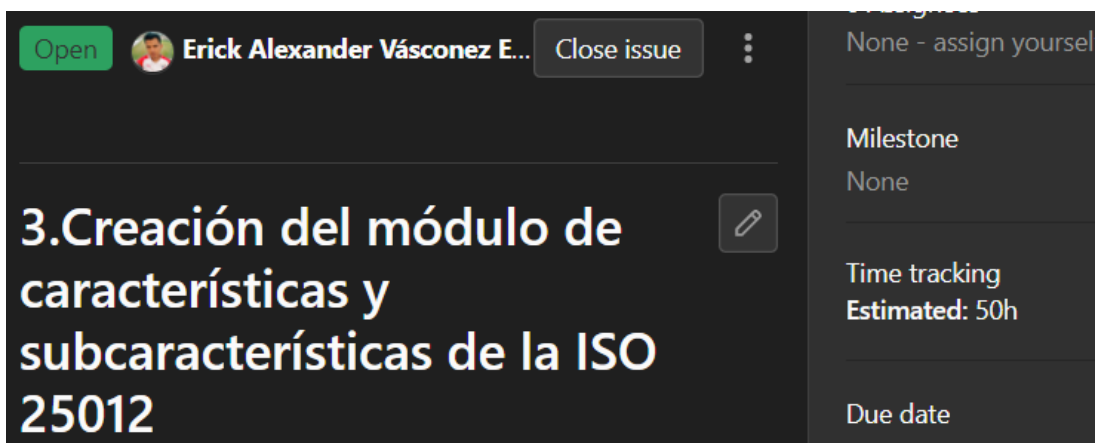 Open Erick Alexander Vásconez E... Close issue
3.Creación del módulo de
características y
subcaracterísticas de la ISO
25012
None - assign yoursel
Milestone
None
Time tracking
Estimated: 50h
Due date